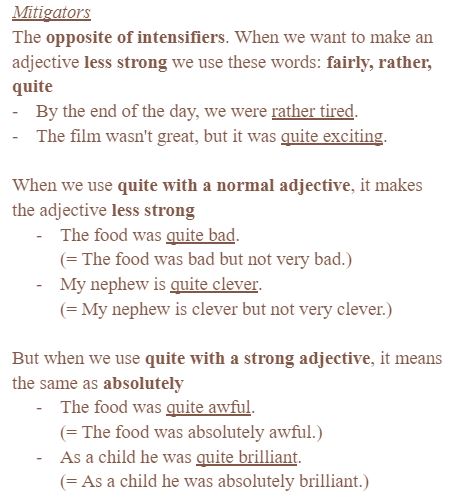 Mitigators
The opposite of intensifiers. When we want to make an
adjective less strong we use these words: fairly, rather,
quite
- By the end of the day, we were rather tired.
- The film wasn't great, but it was quite exciting.
When we use quite with a normal adjective, it makes
the adjective less strong
- The food was quite bad.
(= The food was bad but not very bad.)
- My nephew is quite clever.
(= My nephew is clever but not very clever.)
But when we use quite with a strong adjective, it means
the same as absolutely
- The food was quite awful.
(= The food was absolutely awful.)
- As a child he was quite brilliant.
(= As a child he was absolutely brilliant.)